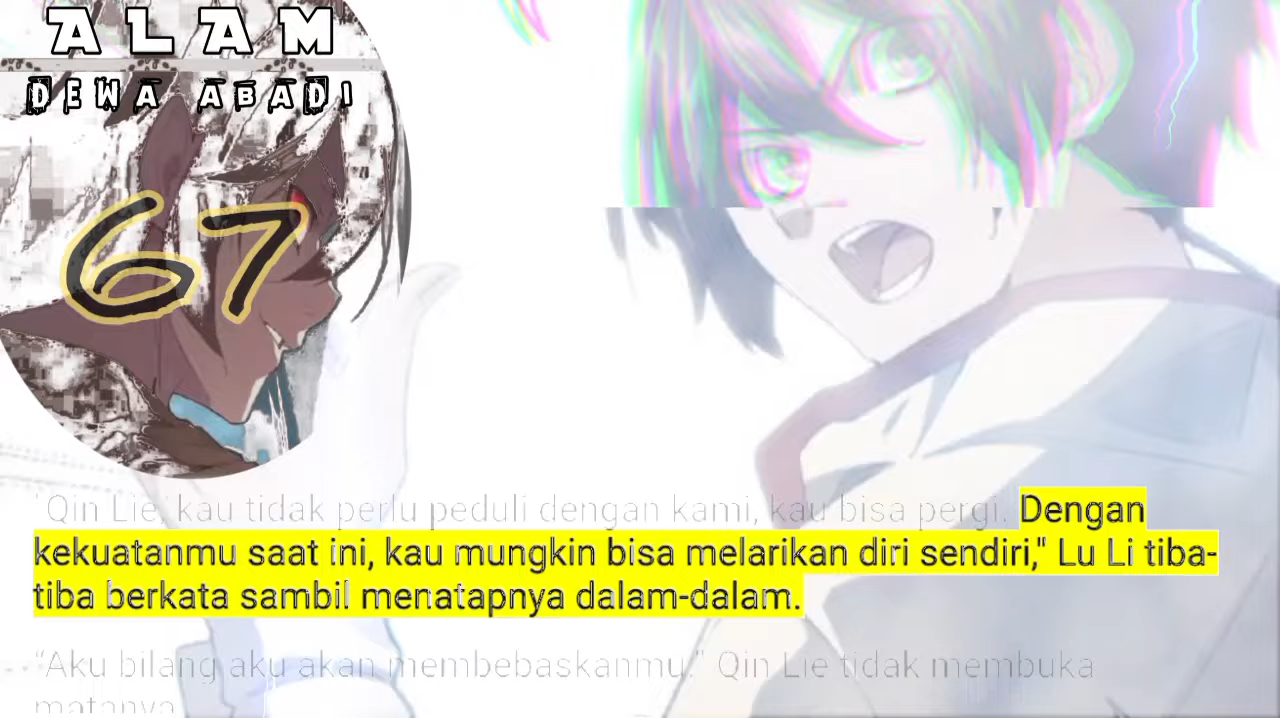 ALAM
DEWA ABADI
67
"Qin Lie, kau tidak perlu peduli dengan kami, kau bisa pergi. Dengan
kekuatanmu saat ini, kau mungkin bisa melarikan diri sendiri," Lu Li tiba-
tiba berkata sambil menatapnya dalam-dalam.
"Aku bilang aku akan membebaskanmu." Qin Lie tidak membuka
matanya